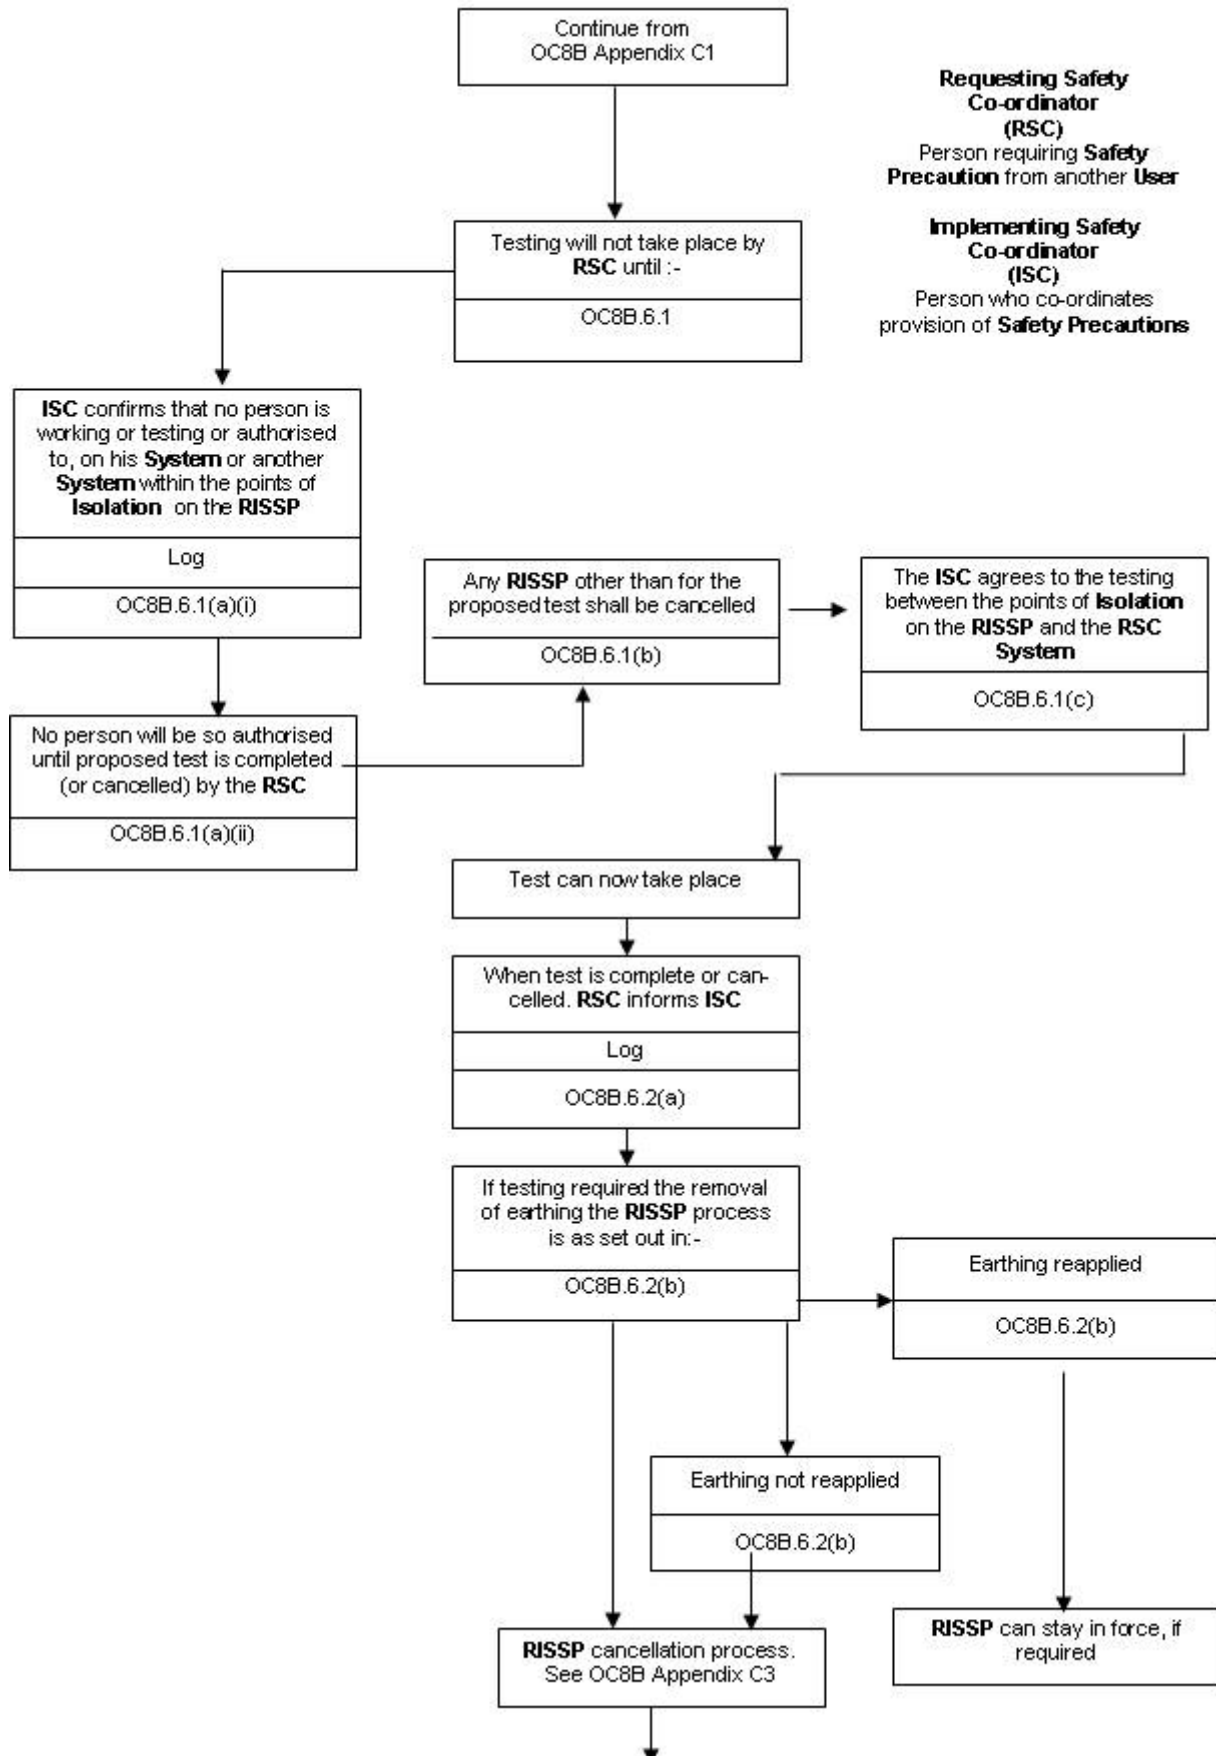 Continue from
OC8B Appendix C1
Requesting Safety
Co-ordinator
(RSC)
Person requiring Safety
Precaution from another User
Implementing Safety
Co-ordinator
(ISC)
Person who co-ordinates
provision of Safety Precautions
Testing will not take place by
RSC until :-
OC8B.6.1
ISC confirms that no person is
working or testing or authorised
to, on his System or another
System within the points of
Isolation on the RISSP
Log
OC8B.6.1(a)(i)
No person will be so authorised
until proposed test is completed
(or cancelled) by the RSC
OC8B.6.1(a)(ii)
Any RISSP other than for the
proposed test shall be cancelled
OC8B.6.1(b)
The ISC agrees to the testing
between the points of Isolation
on the RISSP and the RSC
System
OC8B.6.1(c)
Test can now take place
When test is complete or can-
celled. RSC informs ISC
Log
OC8B.6.2(a)
If testing required the removal
of earthing the RISSP process
is as set out in:-
OC8B.6.2(b)
Earthing reapplied
OC8B.6.2(b)
Earthing not reapplied
OC8B.6.2(b)
RISSP can stay in force, if
required
RISSP cancellation process.
See OC8B Appendix C3